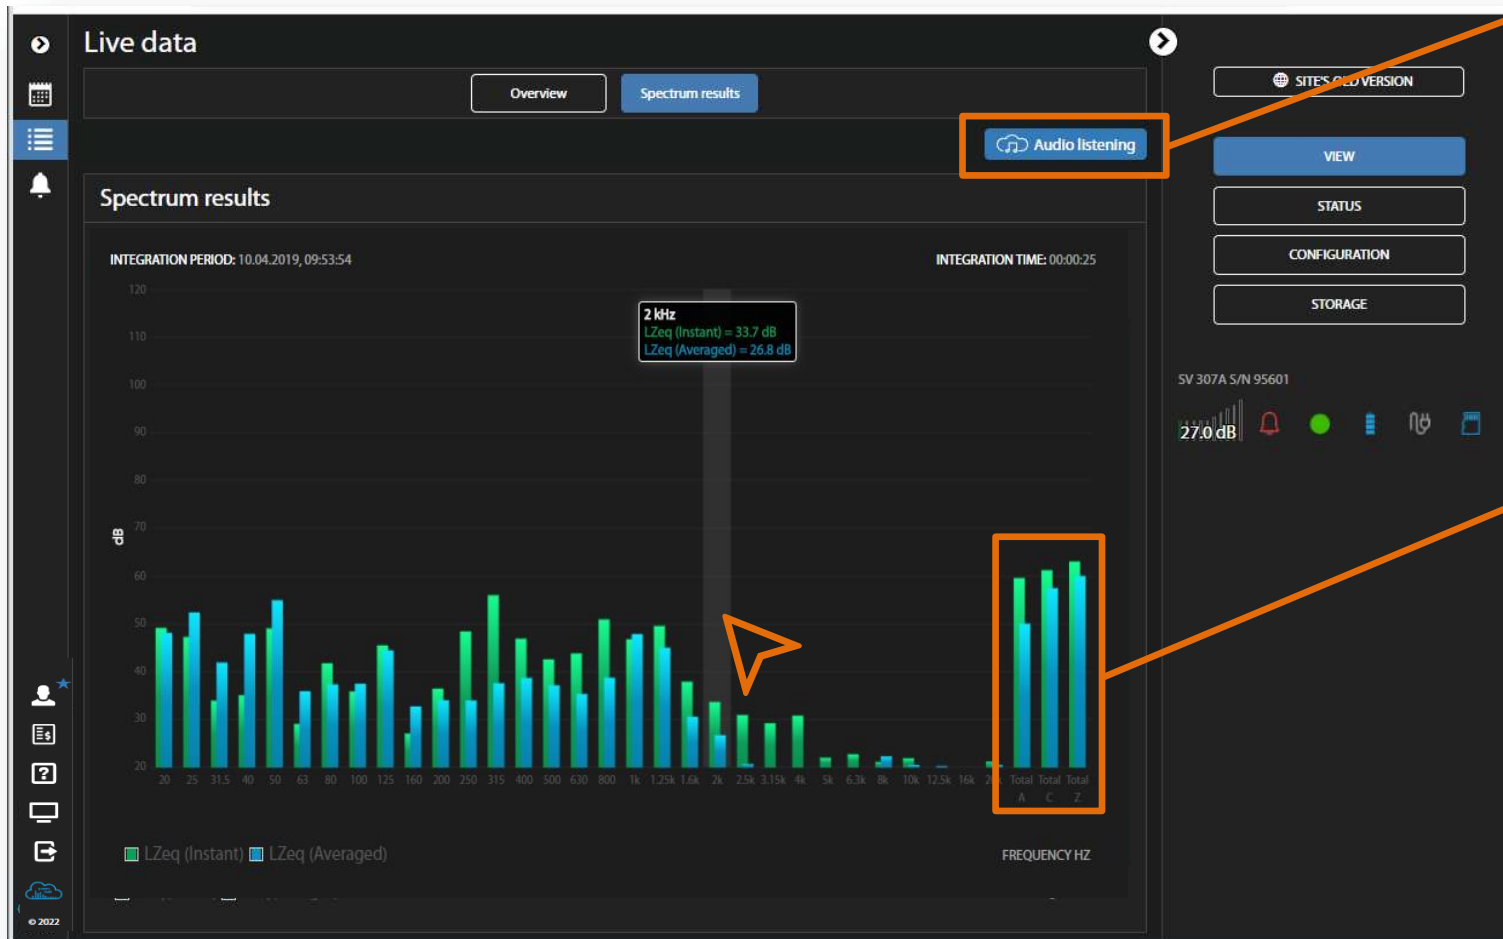 Live data
Overview
Spectrum results
SITE'S OLD VERSION
Audio listening
VIEW
STATUS
CONFIGURATION
STORAGE
Spectrum results
INTEGRATION PERIOD: 10.04.2019, 09:53:54
INTEGRATION TIME: 00:00:25
2 kHz
LZeq (Instant) = 33.7 dB
LZeq (Averaged) = 26.8 dB
SV 307A S/N 95601
27.0 dB
dB
120
110
100
90
80
70
60
50
40
30
20
20 25 31.5 40 50 63 80 100 125 160 200 250 315 400 500 630 800 1k 1.25k 1.6k 2k 2.5k 3.15k 4k 5k 6.3k 8k 10k 12.5k 16k Total Total Total
A C Z
LZeq (Instant) LZeq (Averaged)
FREQUENCY HZ
© 2022